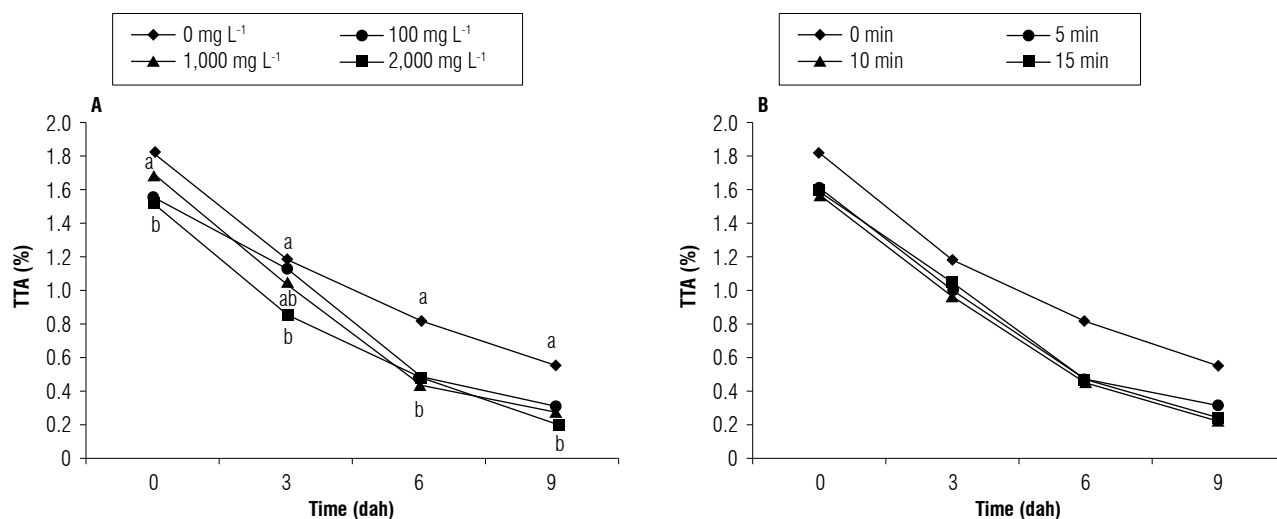 0 mg L⁻¹ 100 mg L⁻¹
1,000 mg L⁻¹ 2,000 mg L⁻¹
A
2.0
1.8
1.6
1.4
1.2
1.0
0.8
0.6
0.4
0.2
0
TTA (%)
a
b
a
ab
b
a
b
a
b
0 3 6 9
Time (dah)
0 min 5 min
10 min 15 min
B
2.0
1.8
1.6
1.4
1.2
1.0
0.8
0.6
0.4
0.2
0
TTA (%)
0 3 6 9
Time (dah)